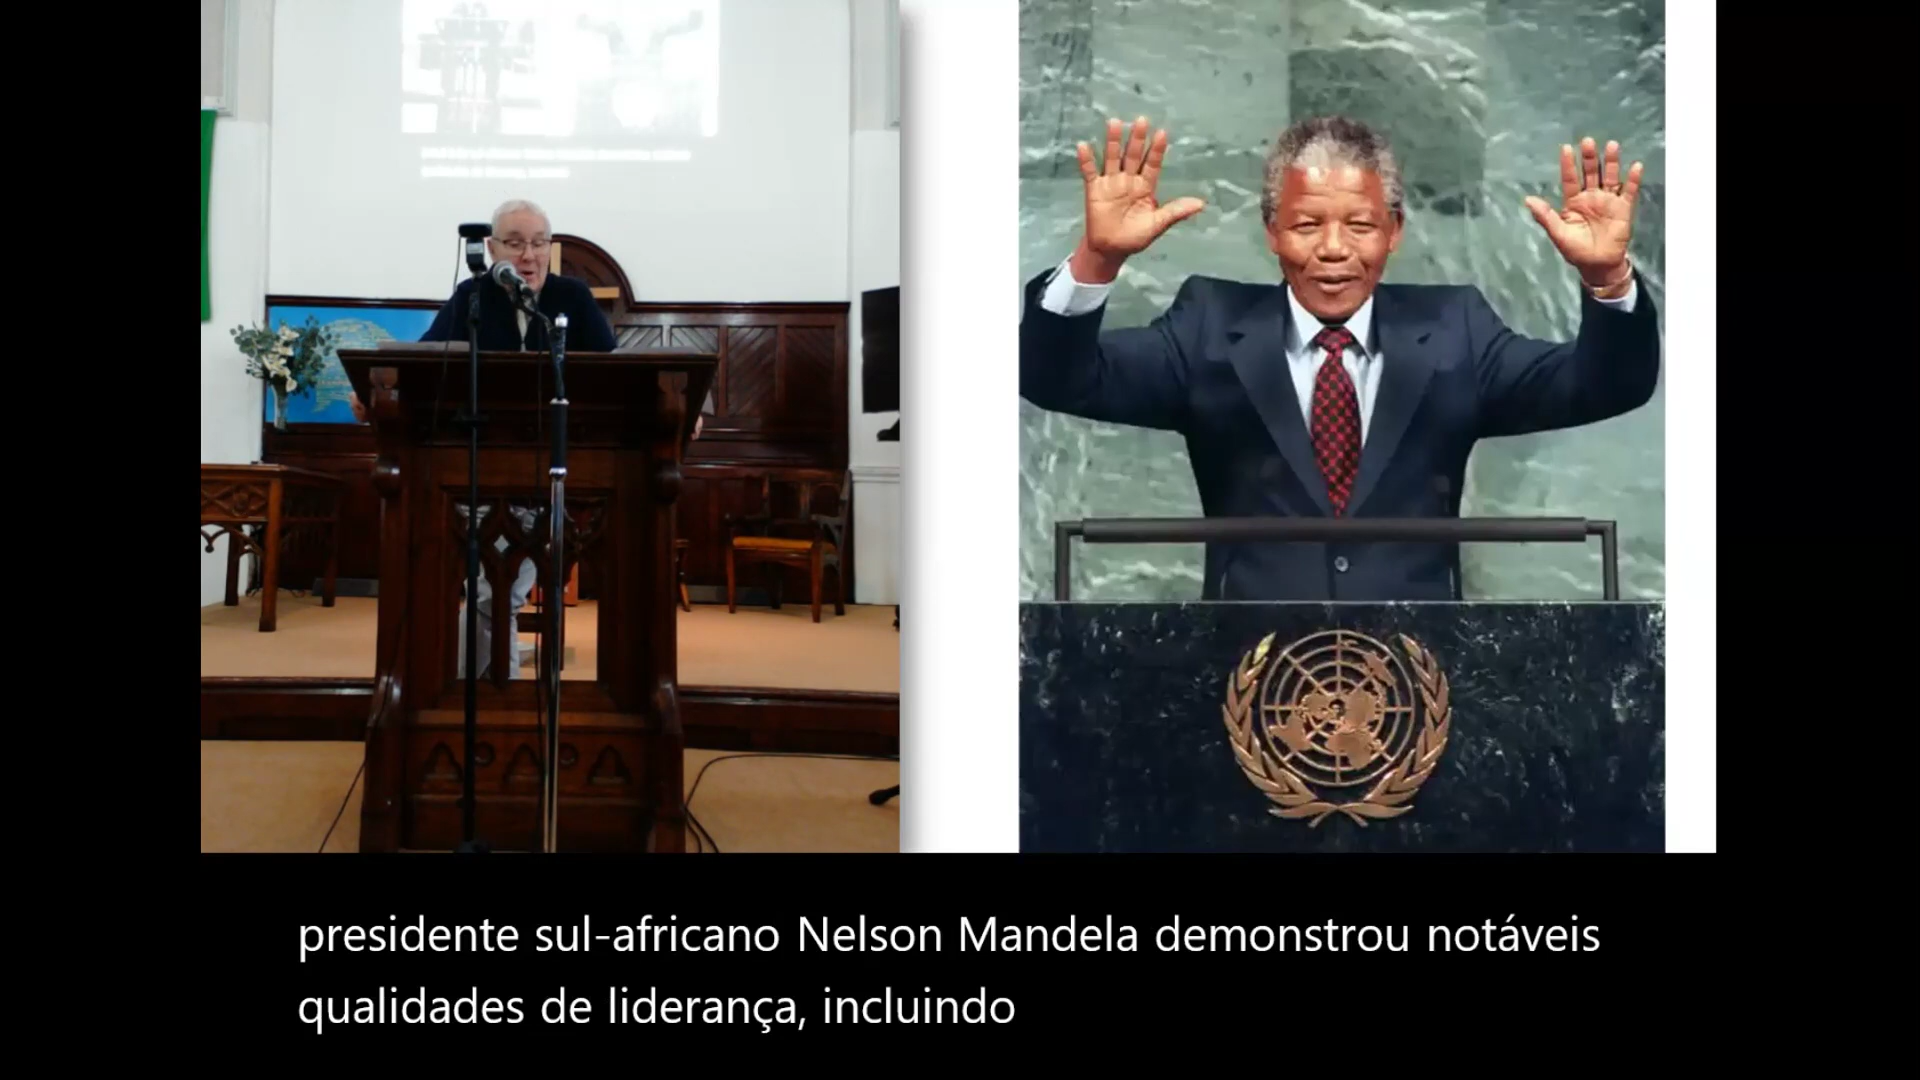 presidente sul-africano Nelson Mandela demonstrou notáveis
qualidades de liderança, incluindo